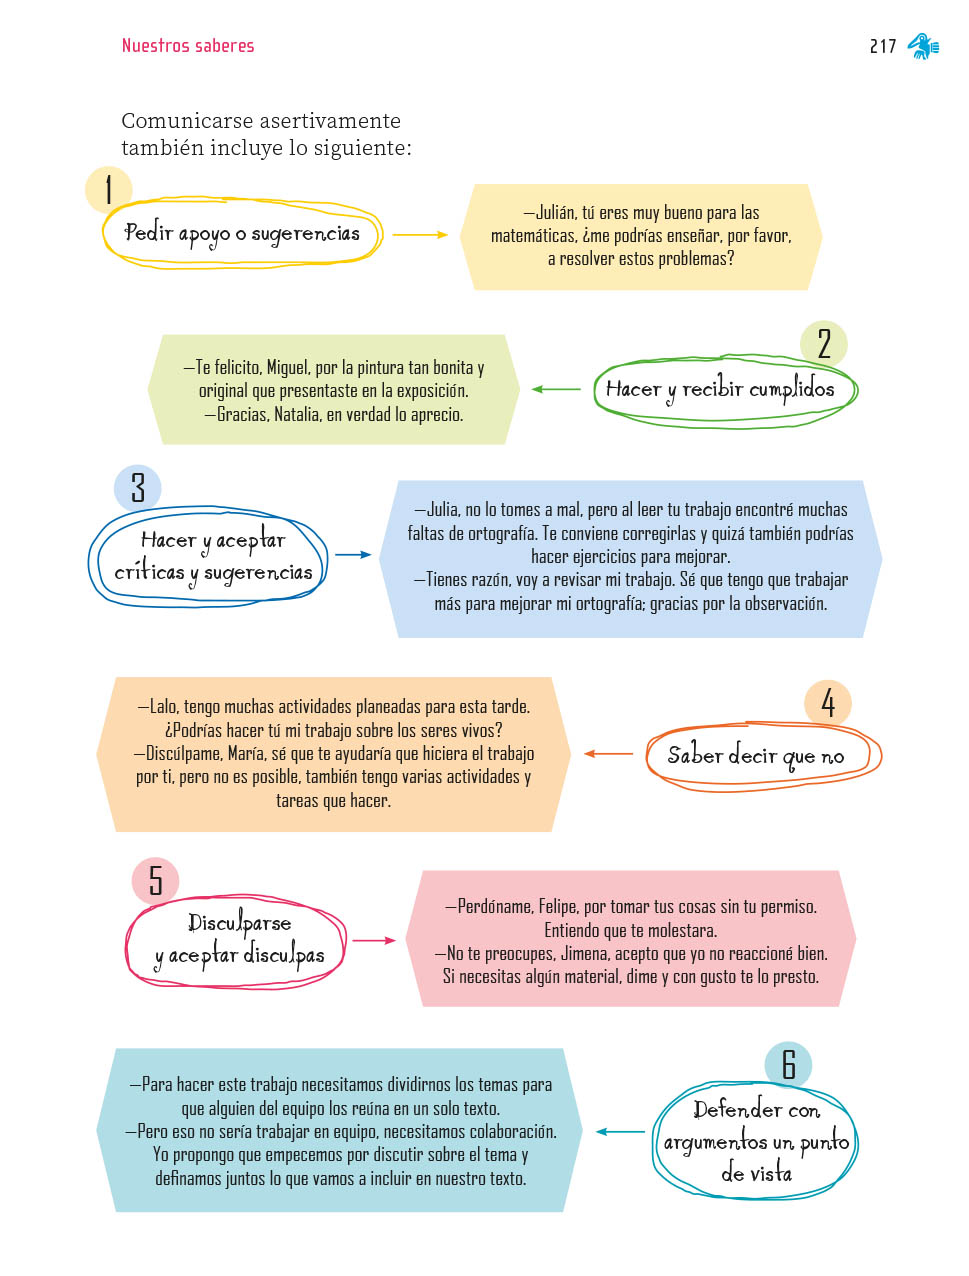 Nuestros saberes
217
Comunicarse asertivamente
también incluye lo siguiente:
1
Pedir apoyo o sugerencias
—Julián, tú eres muy bueno para las
matemáticas, ¿me podrías enseñar, por favor,
a resolver estos problemas?
2
Hacer y recibir cumplidos
—Te felicito, Miguel, por la pintura tan bonita y
original que presentaste en la exposición.
—Gracias, Natalia, en verdad lo aprecio.
3
Hacer y aceptar
críticas y sugerencias
—Julia, no lo tomes a mal, pero al leer tu trabajo encontré muchas
faltas de ortografía. Te conviene corregirlas y quizá también podrías
hacer ejercicios para mejorar.
—Tienes razón, voy a revisar mi trabajo. Sé que tengo que trabajar
más para mejorar mi ortografía; gracias por la observación.
4
Saber decir que no
—Lalo, tengo muchas actividades planeadas para esta tarde.
¿Podrías hacer tú mi trabajo sobre los seres vivos?
—Discúlpame, María, sé que te ayudaría que hiciera el trabajo
por ti, pero no es posible, también tengo varias actividades y
tareas que hacer.
5
Disculparse
y aceptar disculpas
—Perdóname, Felipe, por tomar tus cosas sin tu permiso.
Entiendo que te molestara.
—No te preocupes, Jimena, acepto que yo no reaccioné bien.
Si necesitas algún material, dime y con gusto te lo presto.
6
Defender con
argumentos un punto
de vista
—Para hacer este trabajo necesitamos dividirnos los temas para
que alguien del equipo los reúna en un solo texto.
—Pero eso no sería trabajar en equipo, necesitamos colaboración.
Yo propongo que empecemos por discutir sobre el tema y
definamos juntos lo que vamos a incluir en nuestro texto.